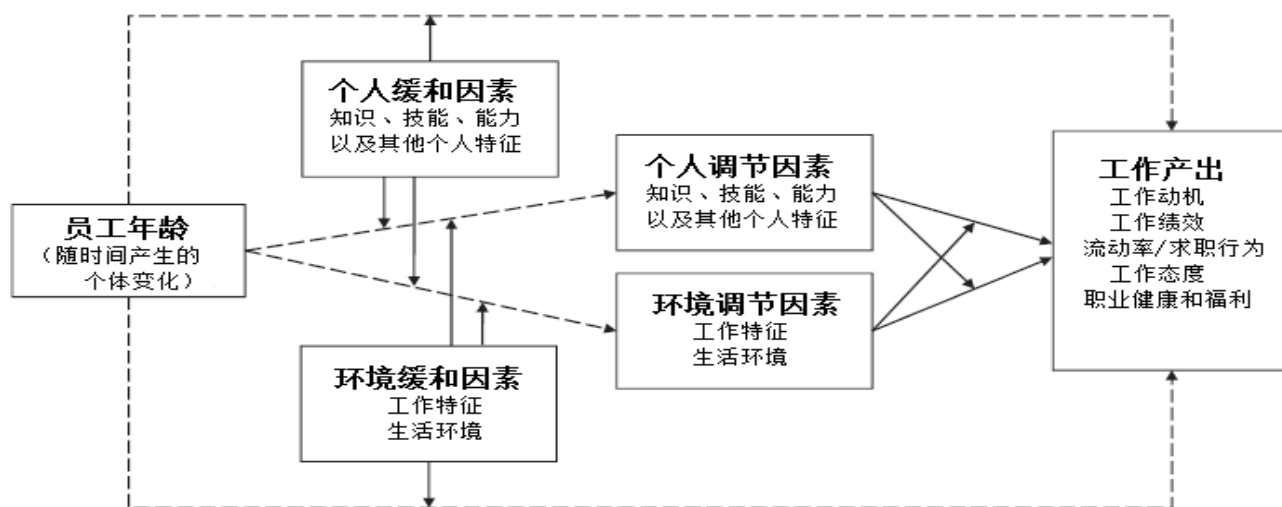 个人缓和因素
知识、技能、能力
以及其他个人特征
员工年龄
（随时间产生的
个体变化）
环境缓和因素
工作特征
生活环境
个人调节因素
知识、技能、能力
以及其他个人特征
环境调节因素
工作特征
生活环境
工作产出
工作动机
工作绩效
流动率/求职行为
工作态度
职业健康和福利